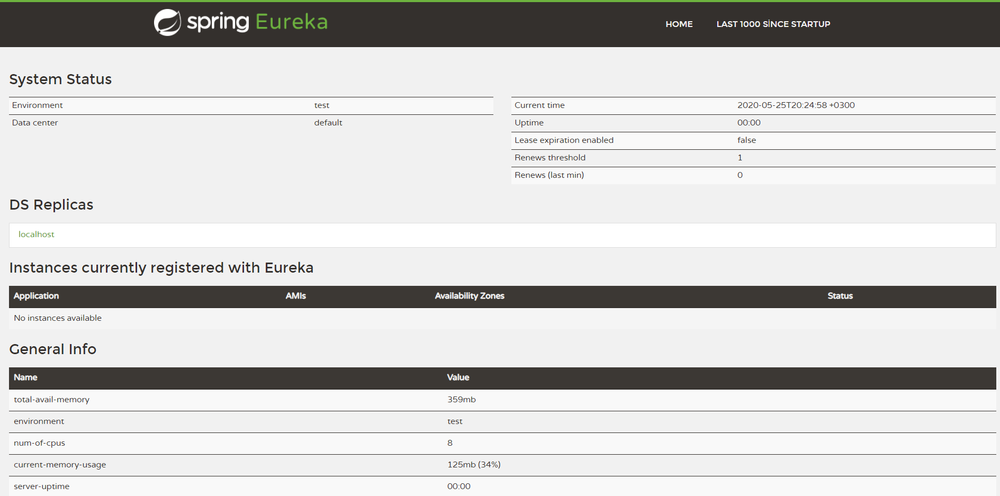 spring Eureka
HOME LAST 1000 SİNCE STARTUP
System Status
Environment test
Data center default
Current time 2020-05-25T20:24:58 +0300
Uptime 00:00
Lease expiration enabled false
Renews threshold 1
Renews (last min) 0
DS Replicas
localhost
Instances currently registered with Eureka
Application AMIs Availability Zones Status
No instances available
General Info
Name Value
total-avail-memory 359mb
environment test
num-of-cpus 8
current-memory-usage 125mb (34%)
server-uptime 00:00